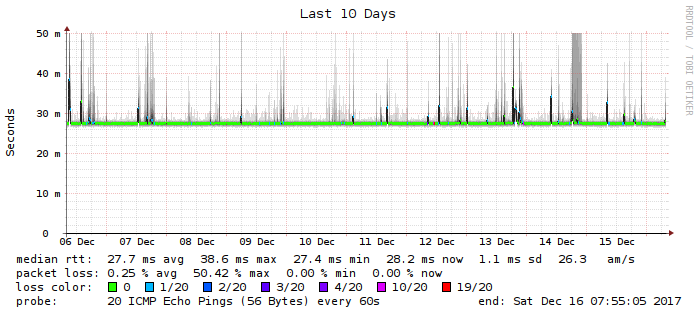 Last 10 Days
RRDTOOL / TOBI OETIKER
Seconds
50 m
40 m
30 m
20 m
10 m
0
06 Dec 07 Dec 08 Dec 09 Dec 10 Dec 11 Dec 12 Dec 13 Dec 14 Dec 15 Dec
median rtt: 27.7 ms avg 38.6 ms max 27.4 ms min 28.2 ms now 1.1 ms sd 26.3 am/s
packet loss: 0.25 % avg 50.42 % max 0.00 % min 0.00 % now
loss color: 0 1/20 2/20 3/20 4/20 10/20 19/20
probe: 20 ICMP Echo Pings (56 Bytes) every 60s end: Sat Dec 16 07:55:05 2017